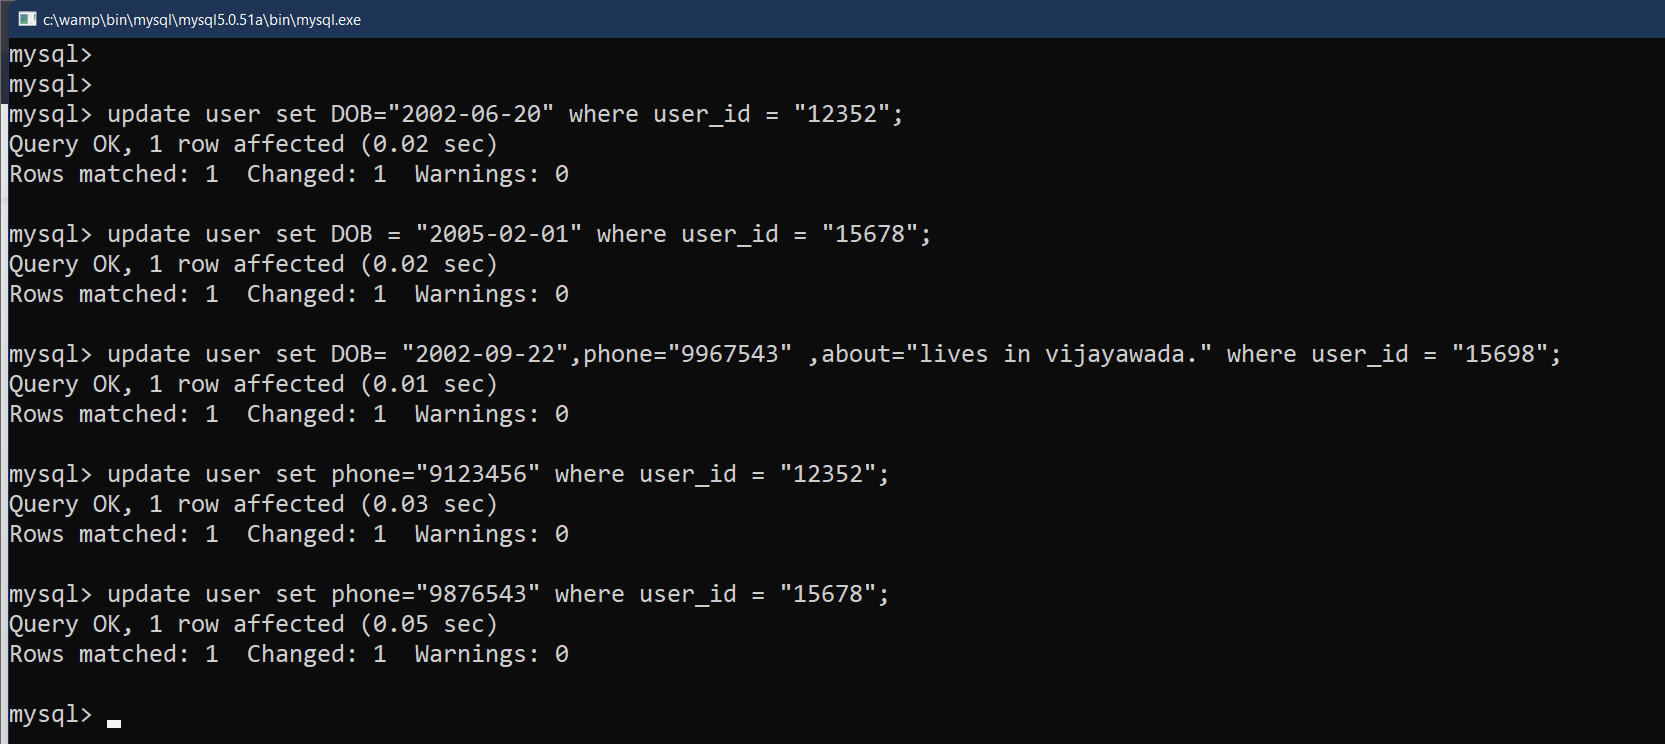 c:\wamp\bin\mysql\mysql5.0.51a\bin\mysql.exe
mysql>
mysql>
mysql> update user set DOB="2002-06-20" where user_id = "12352";
Query OK, 1 row affected (0.02 sec)
Rows matched: 1  Changed: 1  Warnings: 0
mysql> update user set DOB = "2005-02-01" where user_id = "15678";
Query OK, 1 row affected (0.02 sec)
Rows matched: 1  Changed: 1  Warnings: 0
mysql> update user set DOB= "2002-09-22",phone="9967543" ,about="lives in vijayawada." where user_id = "15698";
Query OK, 1 row affected (0.01 sec)
Rows matched: 1  Changed: 1  Warnings: 0
mysql> update user set phone="9123456" where user_id = "12352";
Query OK, 1 row affected (0.03 sec)
Rows matched: 1  Changed: 1  Warnings: 0
mysql> update user set phone="9876543" where user_id = "15678";
Query OK, 1 row affected (0.05 sec)
Rows matched: 1  Changed: 1  Warnings: 0
mysql>